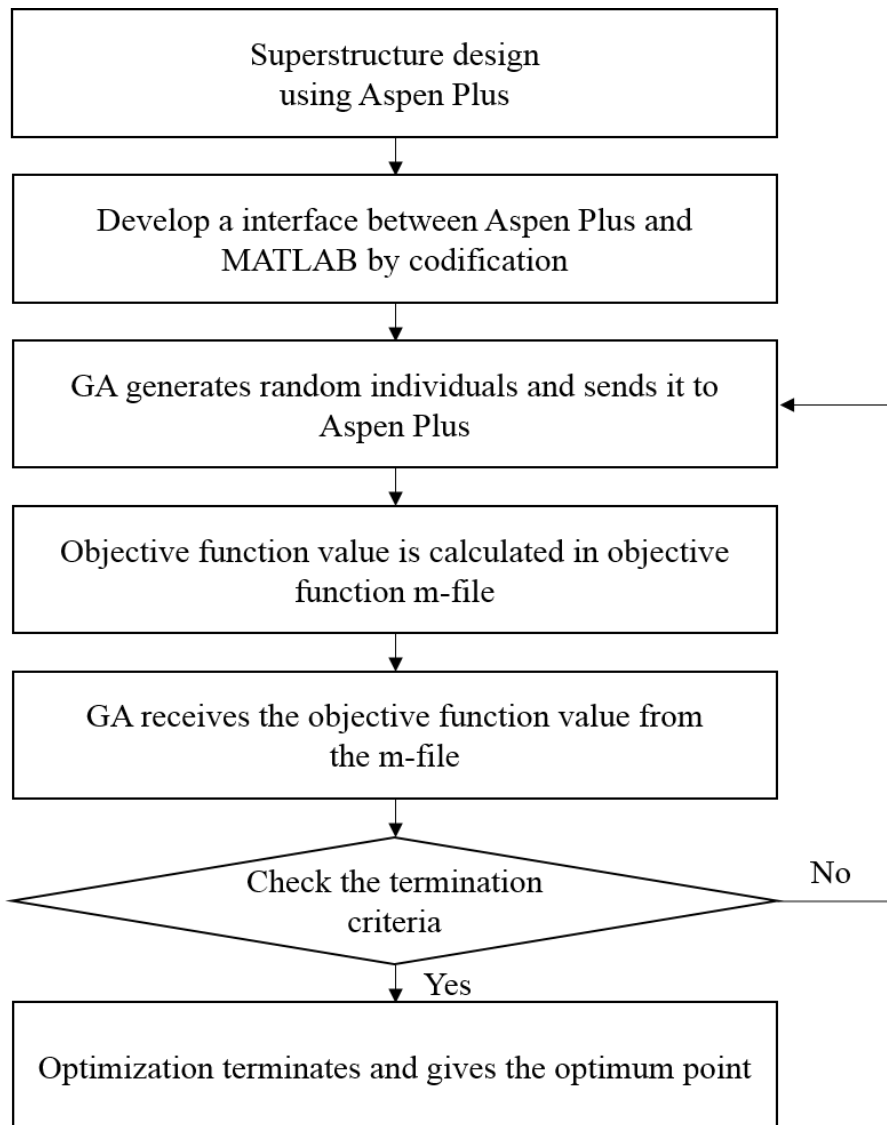 Superstructure design
using Aspen Plus
Develop a interface between Aspen Plus and
MATLAB by codification
GA generates random individuals and sends it to
Aspen Plus
Objective function value is calculated in objective
function m-file
GA receives the objective function value from
the m-file
Check the termination
criteria
No
Yes
Optimization terminates and gives the optimum point